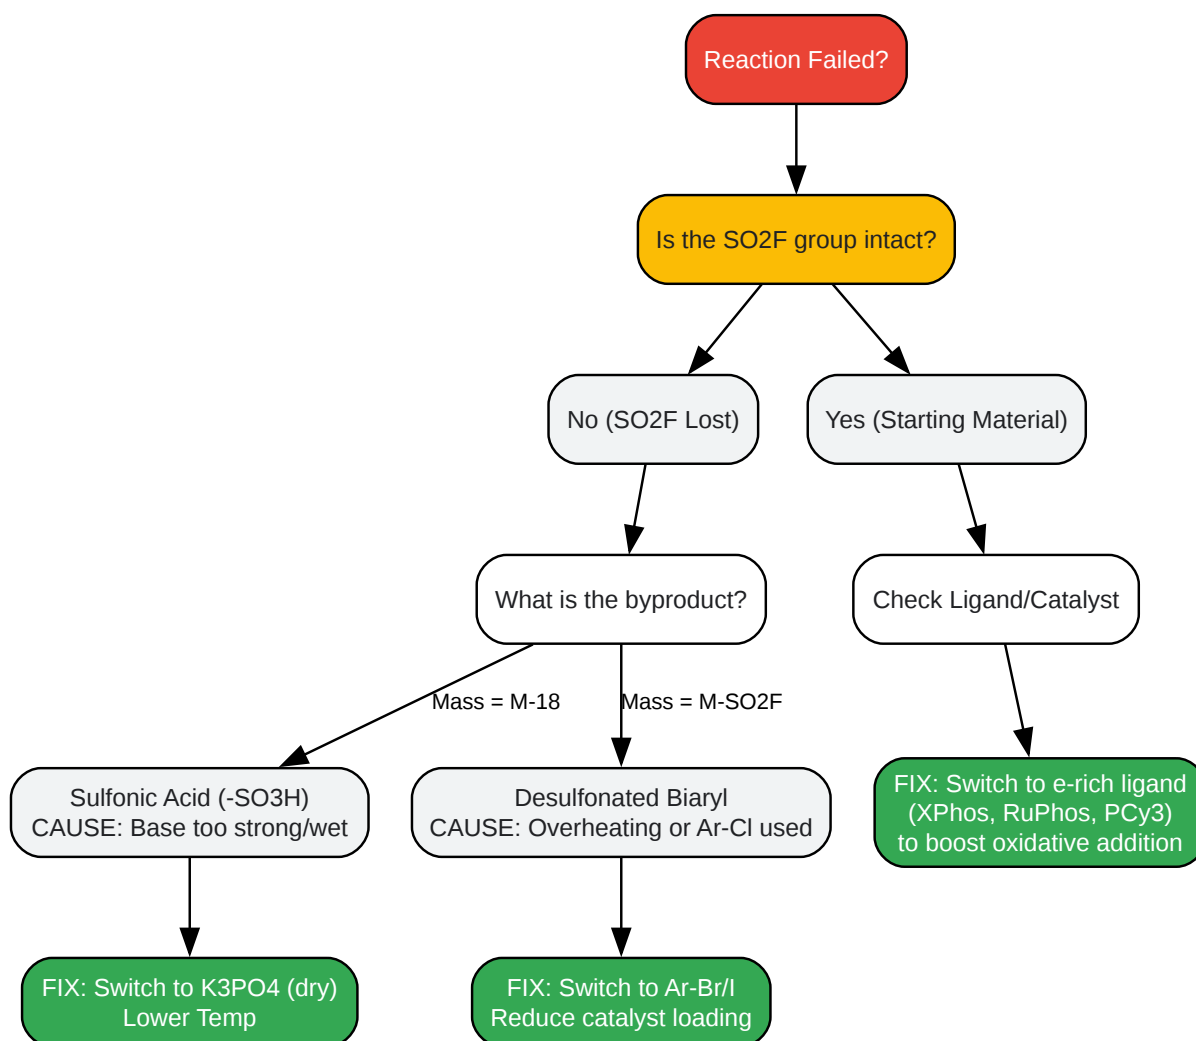 Reaction Failed?
Is the SO2F group intact?
No (SO2F Lost)
Yes (Starting Material)
What is the byproduct?
Check Ligand/Catalyst
Mass = M-18
Mass = M-SO2F
Sulfonic Acid (-SO3H)
CAUSE: Base too strong/wet
Desulfonated Biaryl
CAUSE: Overheating or Ar-Cl used
FIX: Switch to e-rich ligand
(XPhos, RuPhos, PCy3)
to boost oxidative addition
FIX: Switch to K3PO4 (dry)
Lower Temp
FIX: Switch to Ar-Br/I
Reduce catalyst loading